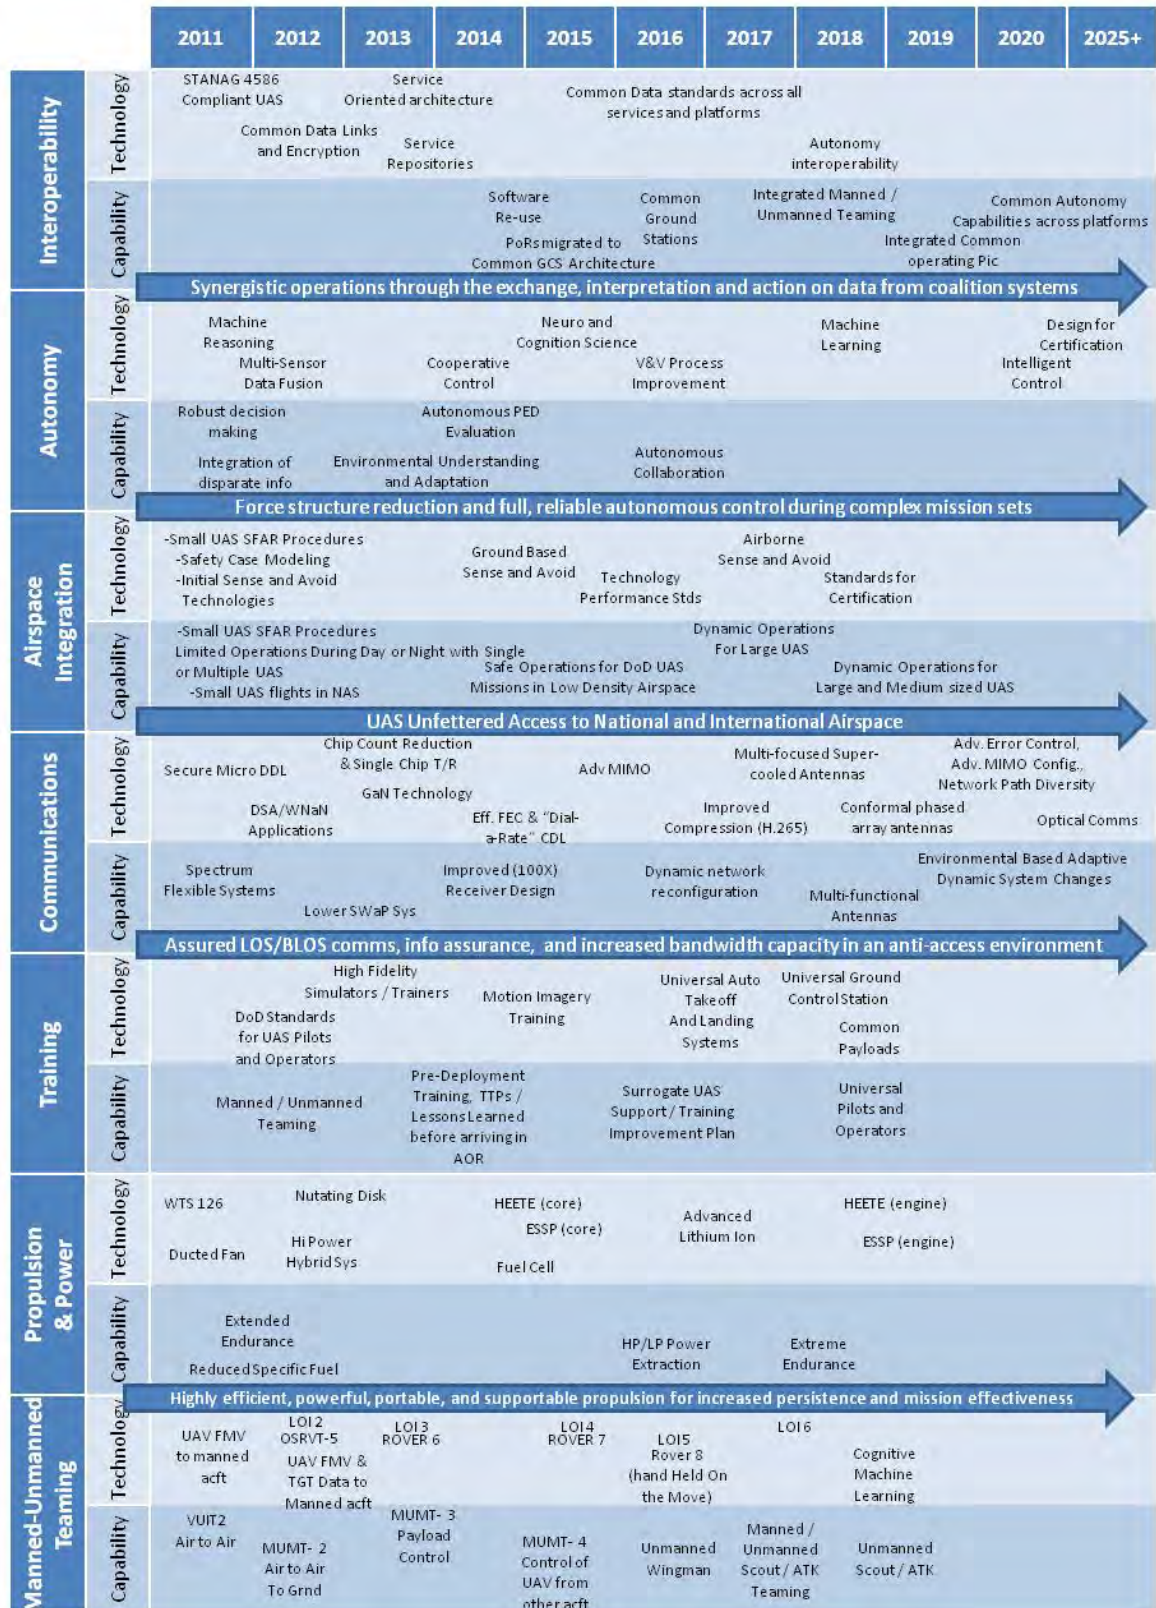 2011 2012 2013 2014 2015 2016 2017 2018 2019 2020 2025+
Interoperability
Technology
STANAG 4586
Compliant UAS
Service
Oriented architecture
Common Data standards across all
services and platforms
Common Data Links
and Encryption
Service
Repositories
Autonomy
interoperability
Capability
Software
Re-use
Common
Ground
Stations
Integrated Manned /
Unmanned Teaming
Common Autonomy
Capabilities across platforms
PoRs migrated to
Common GCS Architecture
Integrated Common
operating Pic
Synergistic operations through the exchange, interpretation and action on data from coalition systems
Autonomy
Technology
Machine
Reasoning
Neuro and
Cognition Science
Machine
Learning
Design for
Certification
Multi-Sensor
Data Fusion
Cooperative
Control
V&V Process
Improvement
Intelligent
Control
Capability
Robust decision
making
Autonomous PED
Evaluation
Integration of
disparate info
Environmental Understanding
and Adaptation
Autonomous
Collaboration
Force structure reduction and full, reliable autonomous control during complex mission sets
Airspace
Integration
Technology
-Small UAS SFAR Procedures
-Safety Case Modeling
-Initial Sense and Avoid
Technologies
Ground Based
Sense and Avoid
Airborne
Sense and Avoid
Technology
Performance Stds
Standards for
Certification
Capability
-Small UAS SFAR Procedures
Limited Operations During Day or Night with Single
or Multiple UAS
-Small UAS flights in NAS
Safe Operations for DoD UAS
Missions in Low Density Airspace
Dynamic Operations
For Large UAS
Dynamic Operations for
Large and Medium sized UAS
UAS Unfettered Access to National and International Airspace
Communications
Technology
Secure Micro DDL
Chip Count Reduction
& Single Chip T/R
Adv MIMO
Multi-focused Super-
cooled Antennas
Adv. Error Control,
Adv. MIMO Config.,
Network Path Diversity
DSA/WNaN
Applications
GaN Technology
Eff. FEC & “Dial-
a-Rate” CDL
Improved
Compression (H.265)
Conformal phased
array antennas
Optical Comms
Capability
Spectrum
Flexible Systems
Lower SWaP Sys
Improved (100X)
Receiver Design
Dynamic network
reconfiguration
Multi-functional
Antennas
Environmental Based Adaptive
Dynamic System Changes
Assured LOS/BLOS comms, info assurance, and increased bandwidth capacity in an anti-access environment
Training
Technology
High Fidelity
Simulators / Trainers
DoD Standards
for UAS Pilots
and Operators
Motion Imagery
Training
Universal Auto
Takeoff
And Landing
Systems
Universal Ground
Control Station
Common
Payloads
Capability
Manned / Unmanned
Teaming
Pre-Deployment
Training, TTPs /
Lessons Learned
before arriving in
AOR
Surrogate UAS
Support / Training
Improvement Plan
Universal
Pilots and
Operators
Propulsion
& Power
Technology
WTS 126
Nutating Disk
HEETE (core)
ESSP (core)
Advanced
Lithium Ion
HEETE (engine)
ESSP (engine)
Ducted Fan
Hi Power
Hybrid Sys
Fuel Cell
Capability
Extended
Endurance
Reduced Specific Fuel
HP/LP Power
Extraction
Extreme
Endurance
Highly efficient, powerful, portable, and supportable propulsion for increased persistence and mission effectiveness
Manned-Unmanned
Teaming
Technology
UAV FMV
to manned
acft
LOI 2
OSRVT-5
UAV FMV &
TGT Data to
Manned acft
LOI 3
ROVER 6
LOI 4
ROVER 7
LOI5
Rover 8
(hand Held On
the Move)
LOI 6
Cognitive
Machine
Learning
Capability
VUIT2
Air to Air
MUMT- 2
Air to Air
To Grnd
MUMT- 3
Payload
Control
MUMT- 4
Control of
UAV from
other acft
Unmanned
Wingman
Manned /
Unmanned
Scout / ATK
Teaming
Unmanned
Scout / ATK